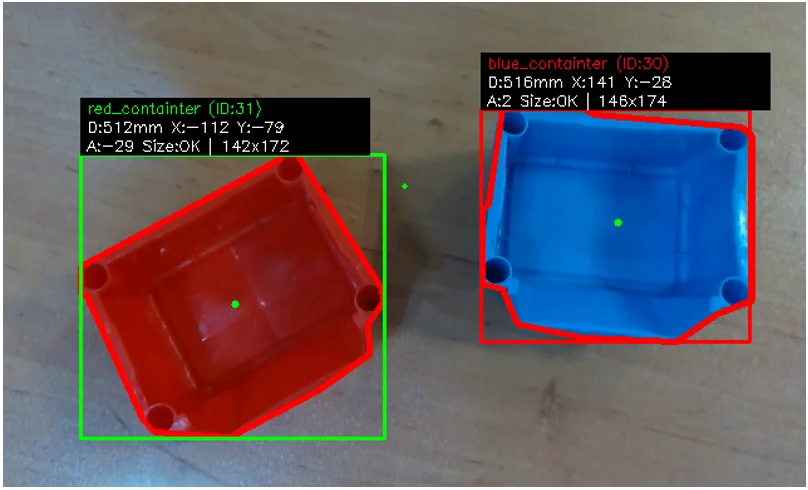 red_containter (ID:31)
D:512mm X:-112 Y:-79
A:-29 Size:OK | 142x172
blue_containter (ID:30)
D:516mm X:141 Y:-28
A:2 Size:OK | 146x174